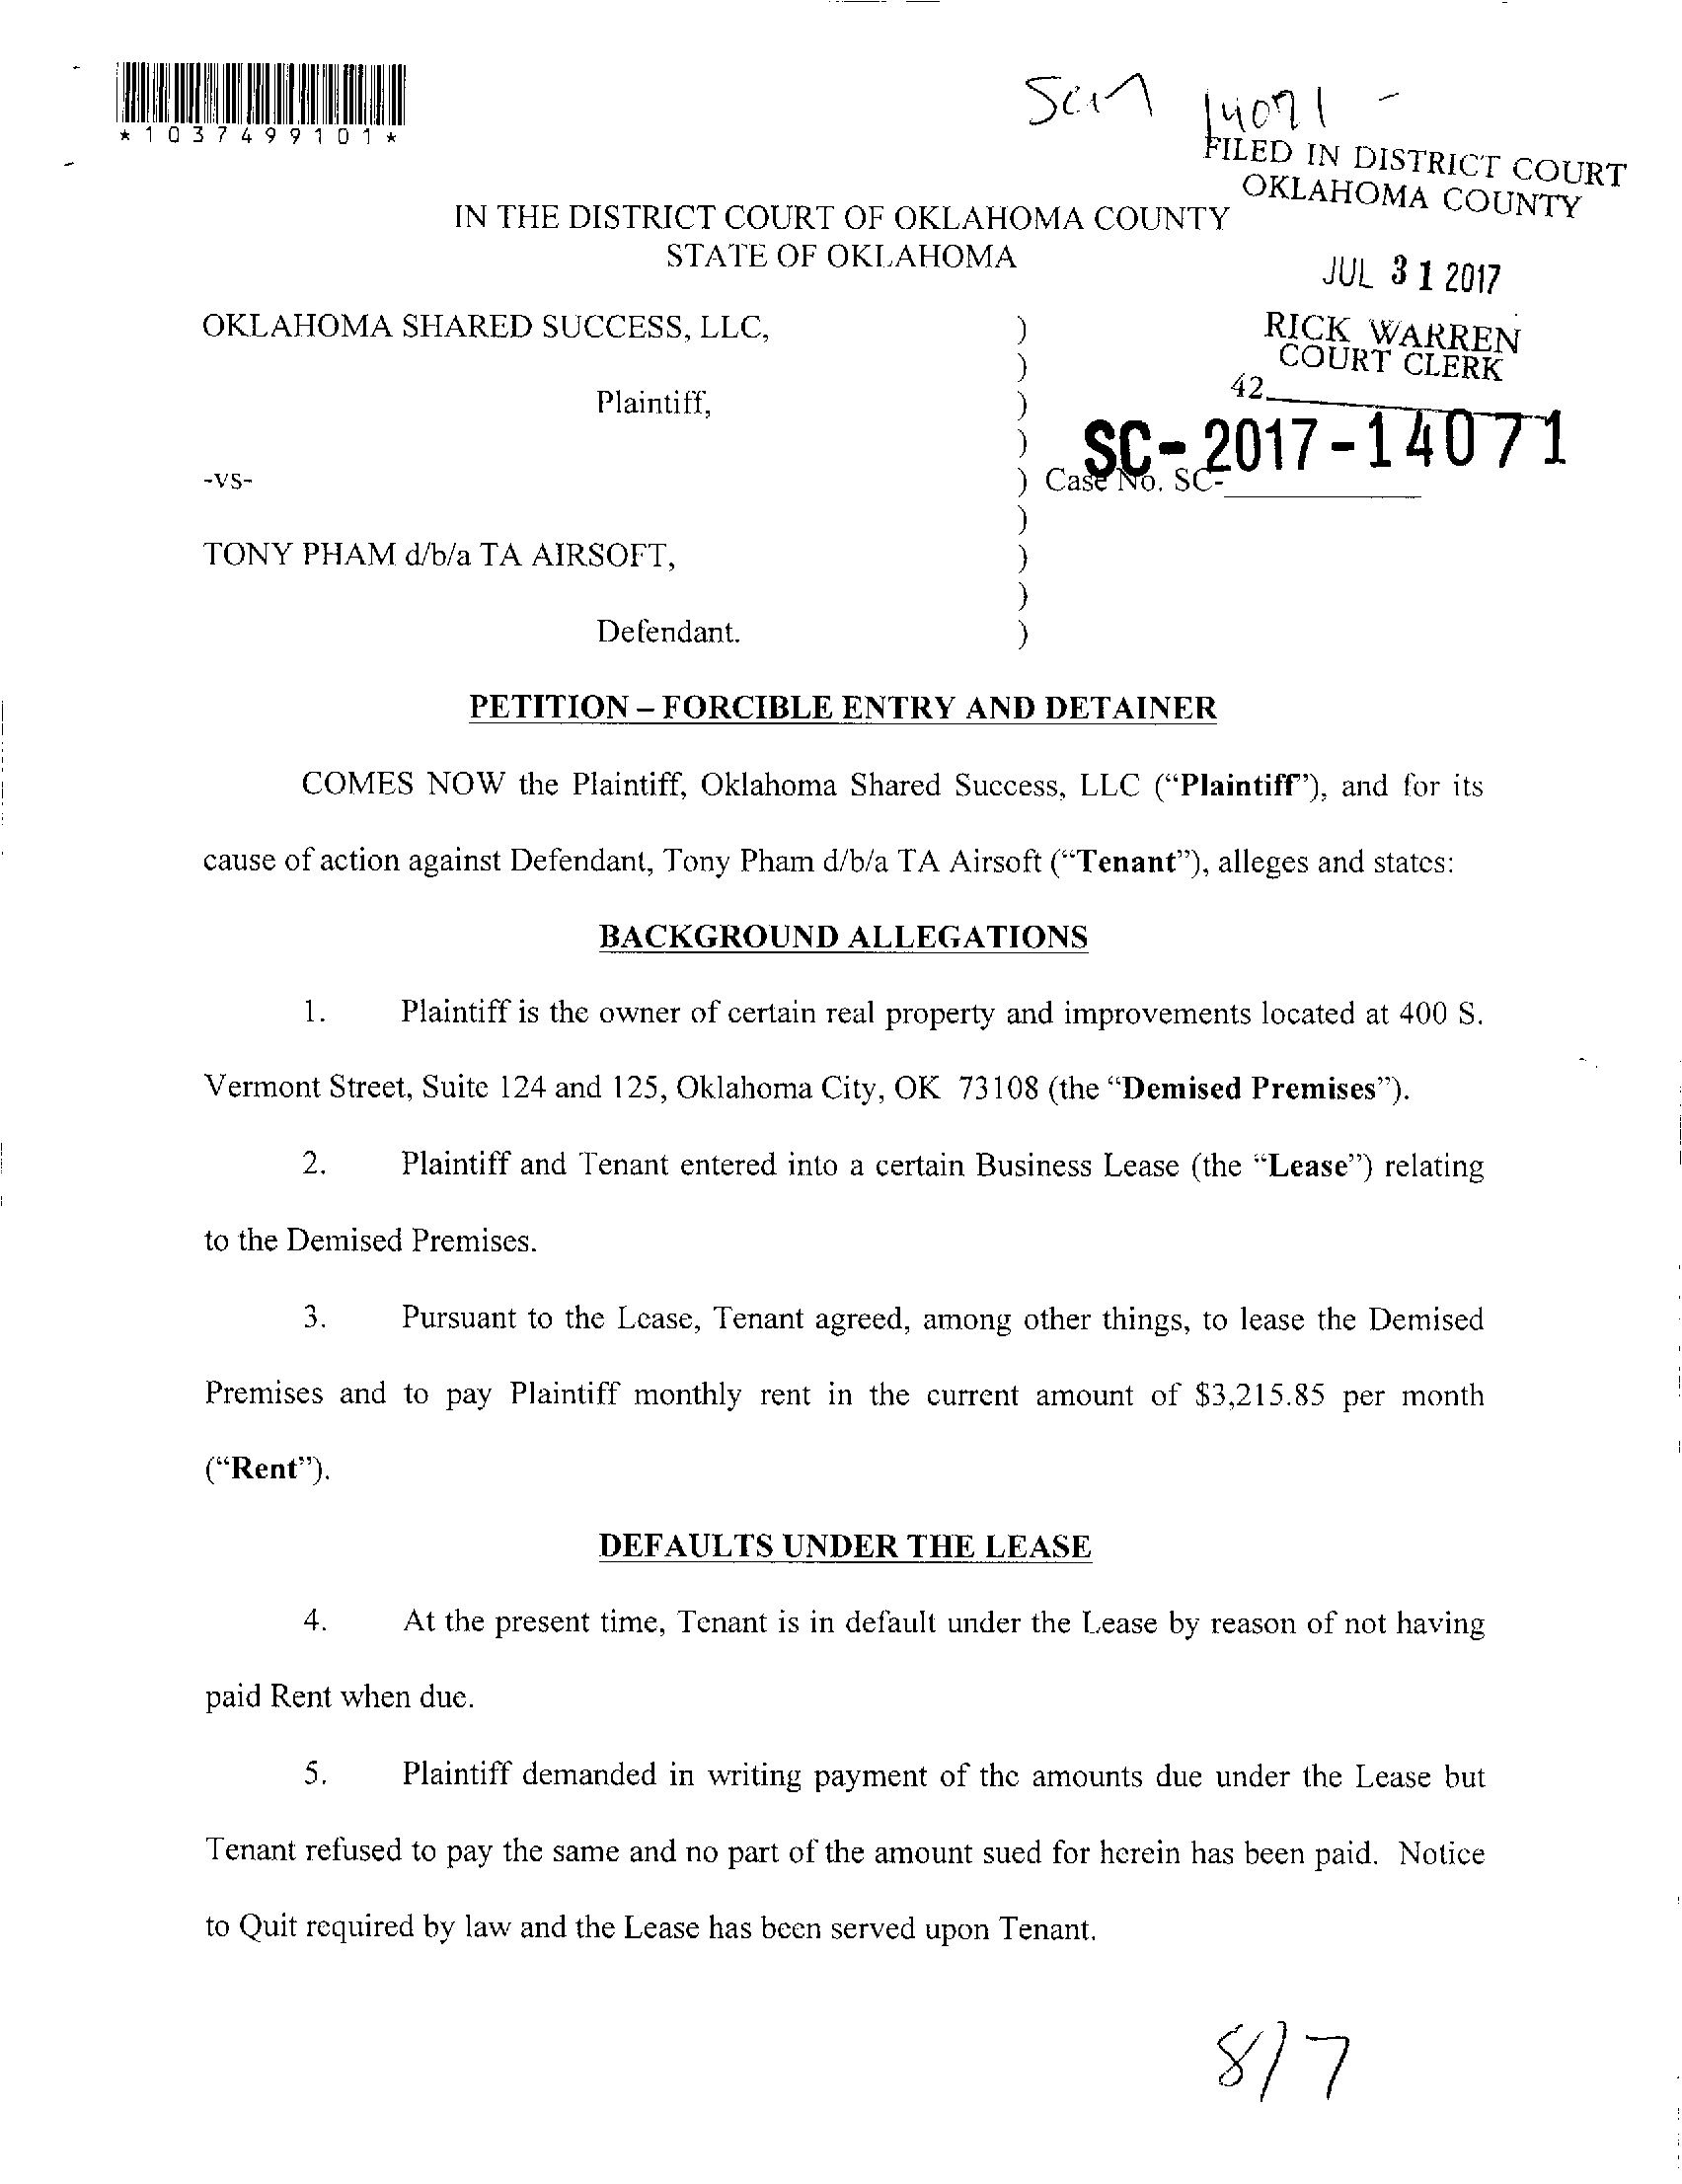 *1037499101*
14071 -
FILED IN DISTRICT COURT
OKLAHOMA COUNTY
IN THE DISTRICT COURT OF OKLAHOMA COUNTY
STATE OF OKLAHOMA
JUL 31 2017
OKLAHOMA SHARED SUCCESS, LLC, )
RICK WARREN
COURT CLERK
)
42
Plaintiff, )
) SC-2017-14071
-vs- ) Case No. SC-
)
TONY PHAM d/b/a TA AIRSOFT, )
)
Defendant. )
PETITION – FORCIBLE ENTRY AND DETAINER
COMES NOW the Plaintiff, Oklahoma Shared Success, LLC (“Plaintiff”), and for its
cause of action against Defendant, Tony Pham d/b/a TA Airsoft (“Tenant”), alleges and states:
BACKGROUND ALLEGATIONS
1. Plaintiff is the owner of certain real property and improvements located at 400 S.
Vermont Street, Suite 124 and 125, Oklahoma City, OK 73108 (the “Demised Premises”).
2. Plaintiff and Tenant entered into a certain Business Lease (the “Lease”) relating
to the Demised Premises.
3. Pursuant to the Lease, Tenant agreed, among other things, to lease the Demised
Premises and to pay Plaintiff monthly rent in the current amount of $3,215.85 per month
(“Rent”).
DEFAULTS UNDER THE LEASE
4. At the present time, Tenant is in default under the Lease by reason of not having
paid Rent when due.
5. Plaintiff demanded in writing payment of the amounts due under the Lease but
Tenant refused to pay the same and no part of the amount sued for herein has been paid. Notice
to Quit required by law and the Lease has been served upon Tenant.
8/7